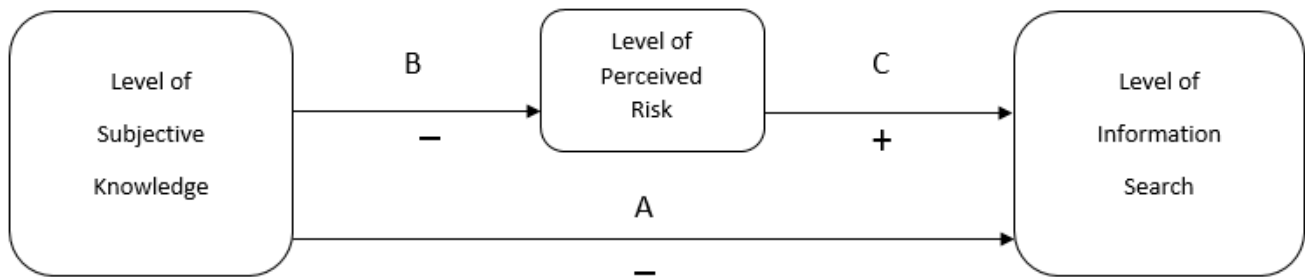 Level of
Subjective
Knowledge
B
−
Level of
Perceived
Risk
C
+
Level of
Information
Search
A
−